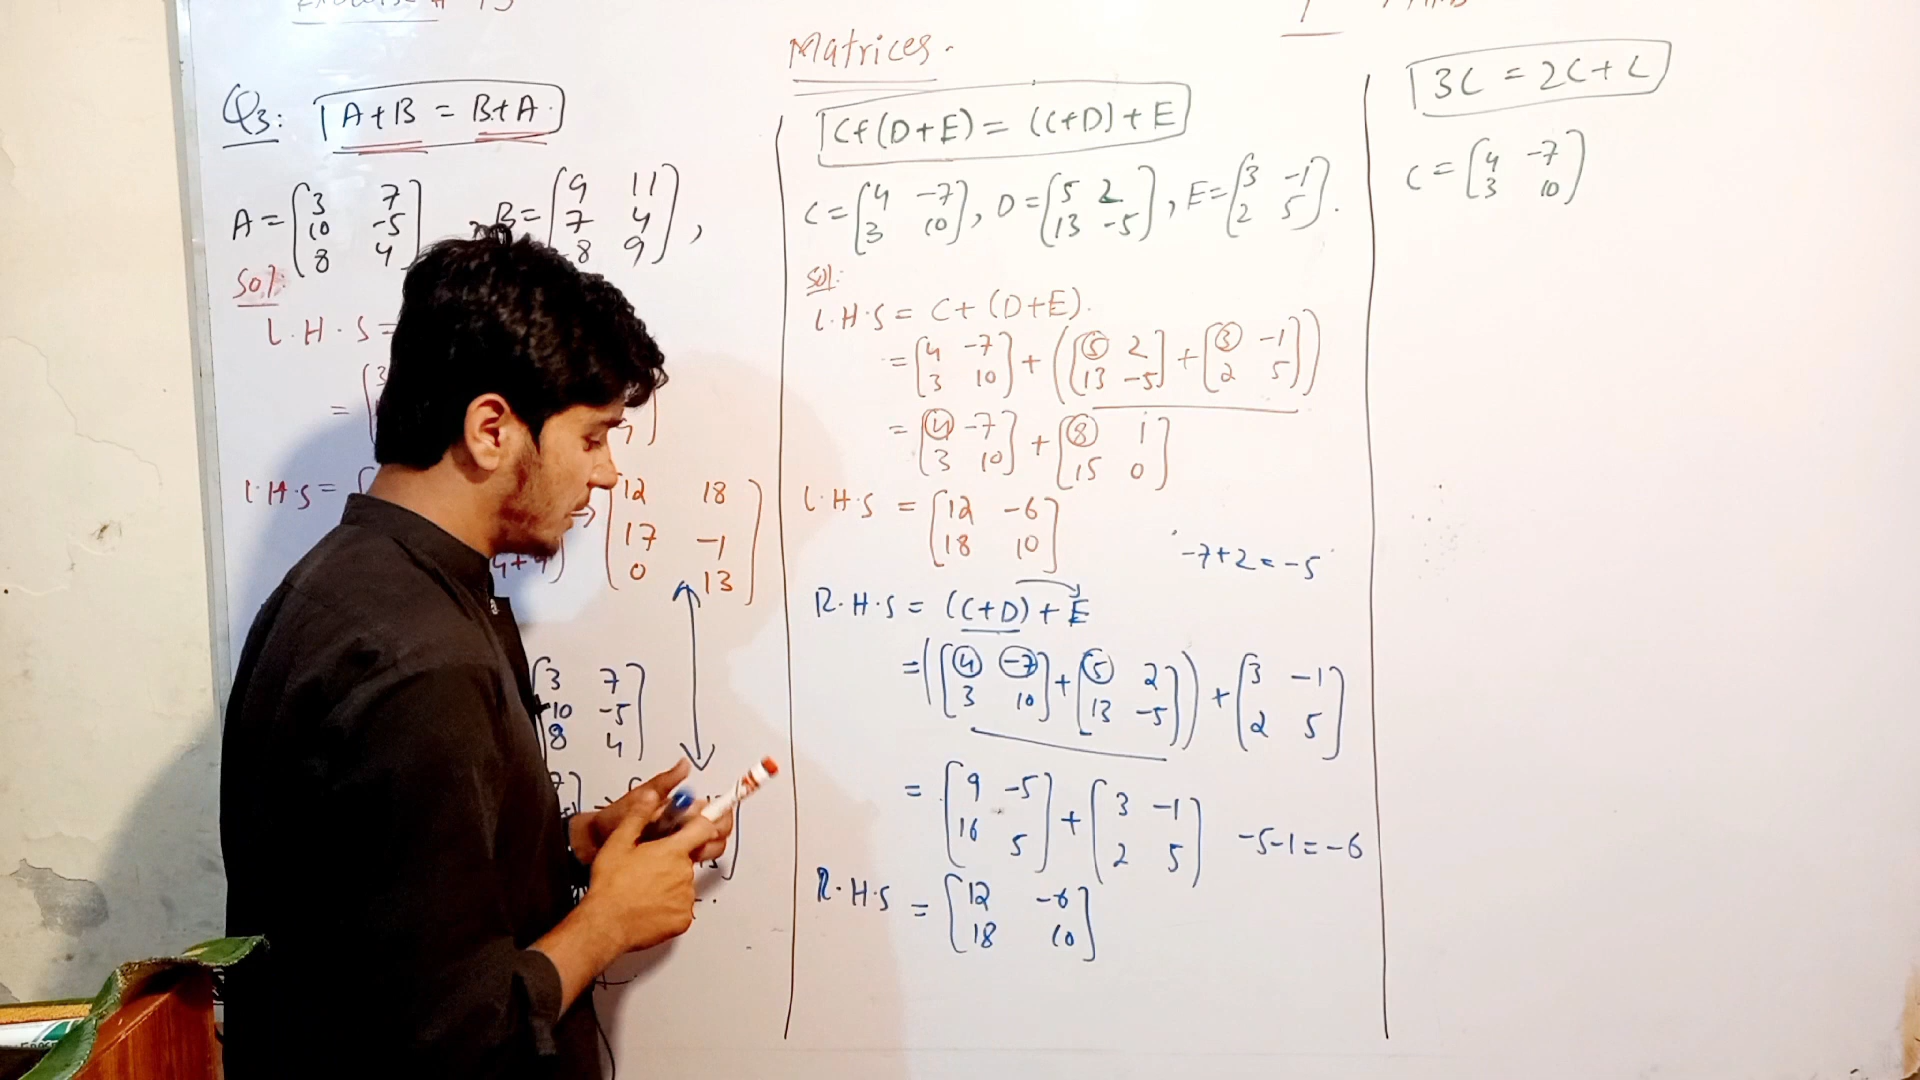 Matrices.
Q3: A+B = B+A.
A = [3 7
10 -5
8 4]
B = [9 11
7 4
-8 9],
Sol:
L.H.S =
L.H.S =
4+9] ⇒ [12 18
17 -1
0 13]
[3 7
10 -5
8 4]
C+(D+E) = (C+D)+E
C = [4 -7
3 10], D = [5 2
13 -5], E = [3 -1
2 5].
Sol:
L.H.S = C+(D+E).
= [4 -7
3 10] + ([5 2
13 -5] + [3 -1
2 5])
= [4 -7
3 10] + [8 1
15 0]
L.H.S = [12 -6
18 10]
-7+2=-5
R.H.S = (C+D)+E
= ([4 -7
3 10] + [5 2
13 -5]) + [3 -1
2 5]
= [9 -5
16 5] + [3 -1
2 5]
-5-1=-6
R.H.S = [12 -6
18 10]
3C = 2C+C
C = [4 -7
3 10]